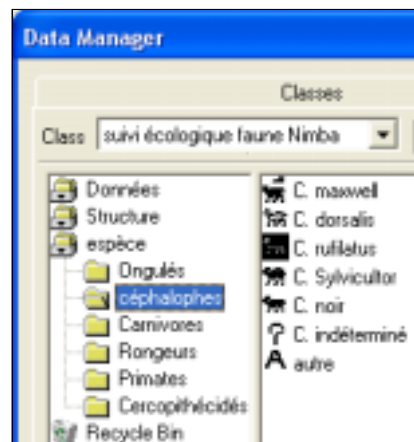 Data Manager
Classes
Class suivi écologique faune Nimba
Données
Structure
espèce
Ongulés
céphalophes
Carnivores
Rongeurs
Primates
Cercopithécidés
Recycle Bin
C. maxwell
C. dorsalis
C. rufilatus
C. Sylvicultor
C. noir
? C. indéterminé
A autre